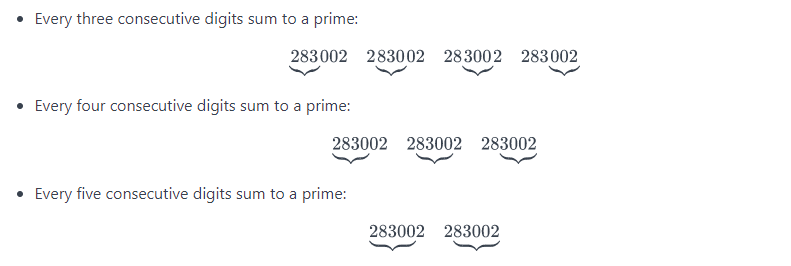 • Every three consecutive digits sum to a prime:
283002 283002 283002 283002
• Every four consecutive digits sum to a prime:
283002 283002 283002
• Every five consecutive digits sum to a prime:
283002 283002